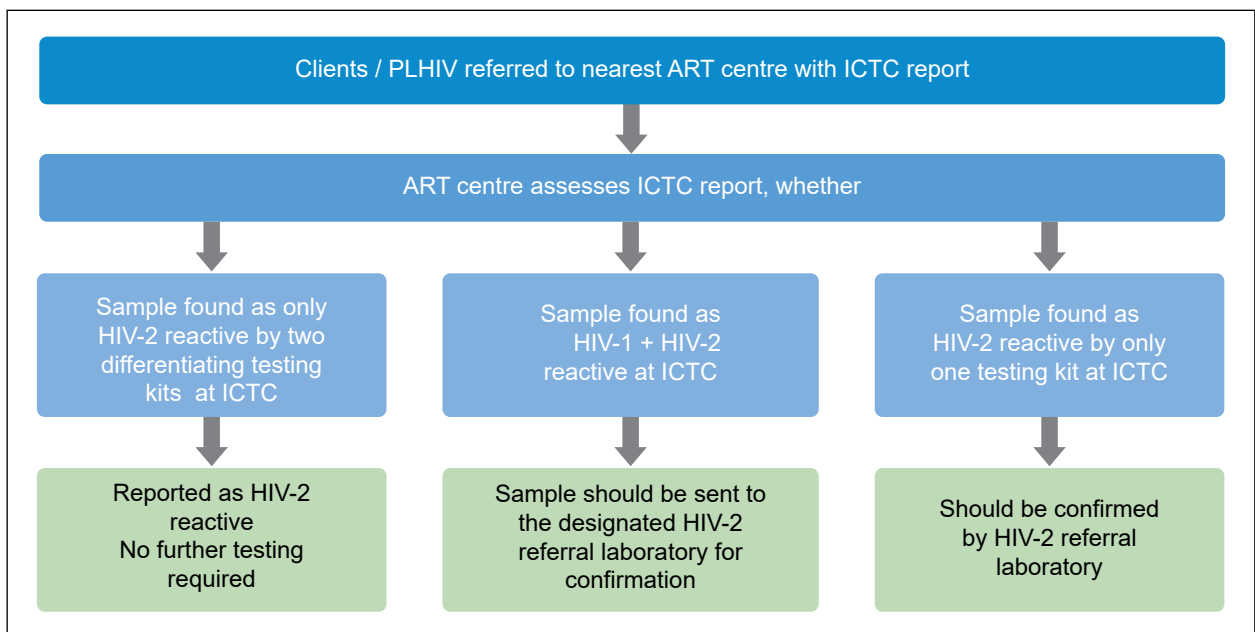 Clients / PLHIV referred to nearest ART centre with ICTC report
ART centre assesses ICTC report, whether
Sample found as only
HIV-2 reactive by two
differentiating testing
kits at ICTC
Sample found as
HIV-1 + HIV-2
reactive at ICTC
Sample found as
HIV-2 reactive by only
one testing kit at ICTC
Reported as HIV-2
reactive
No further testing
required
Sample should be sent to
the designated HIV-2
referral laboratory for
confirmation
Should be confirmed
by HIV-2 referral
laboratory